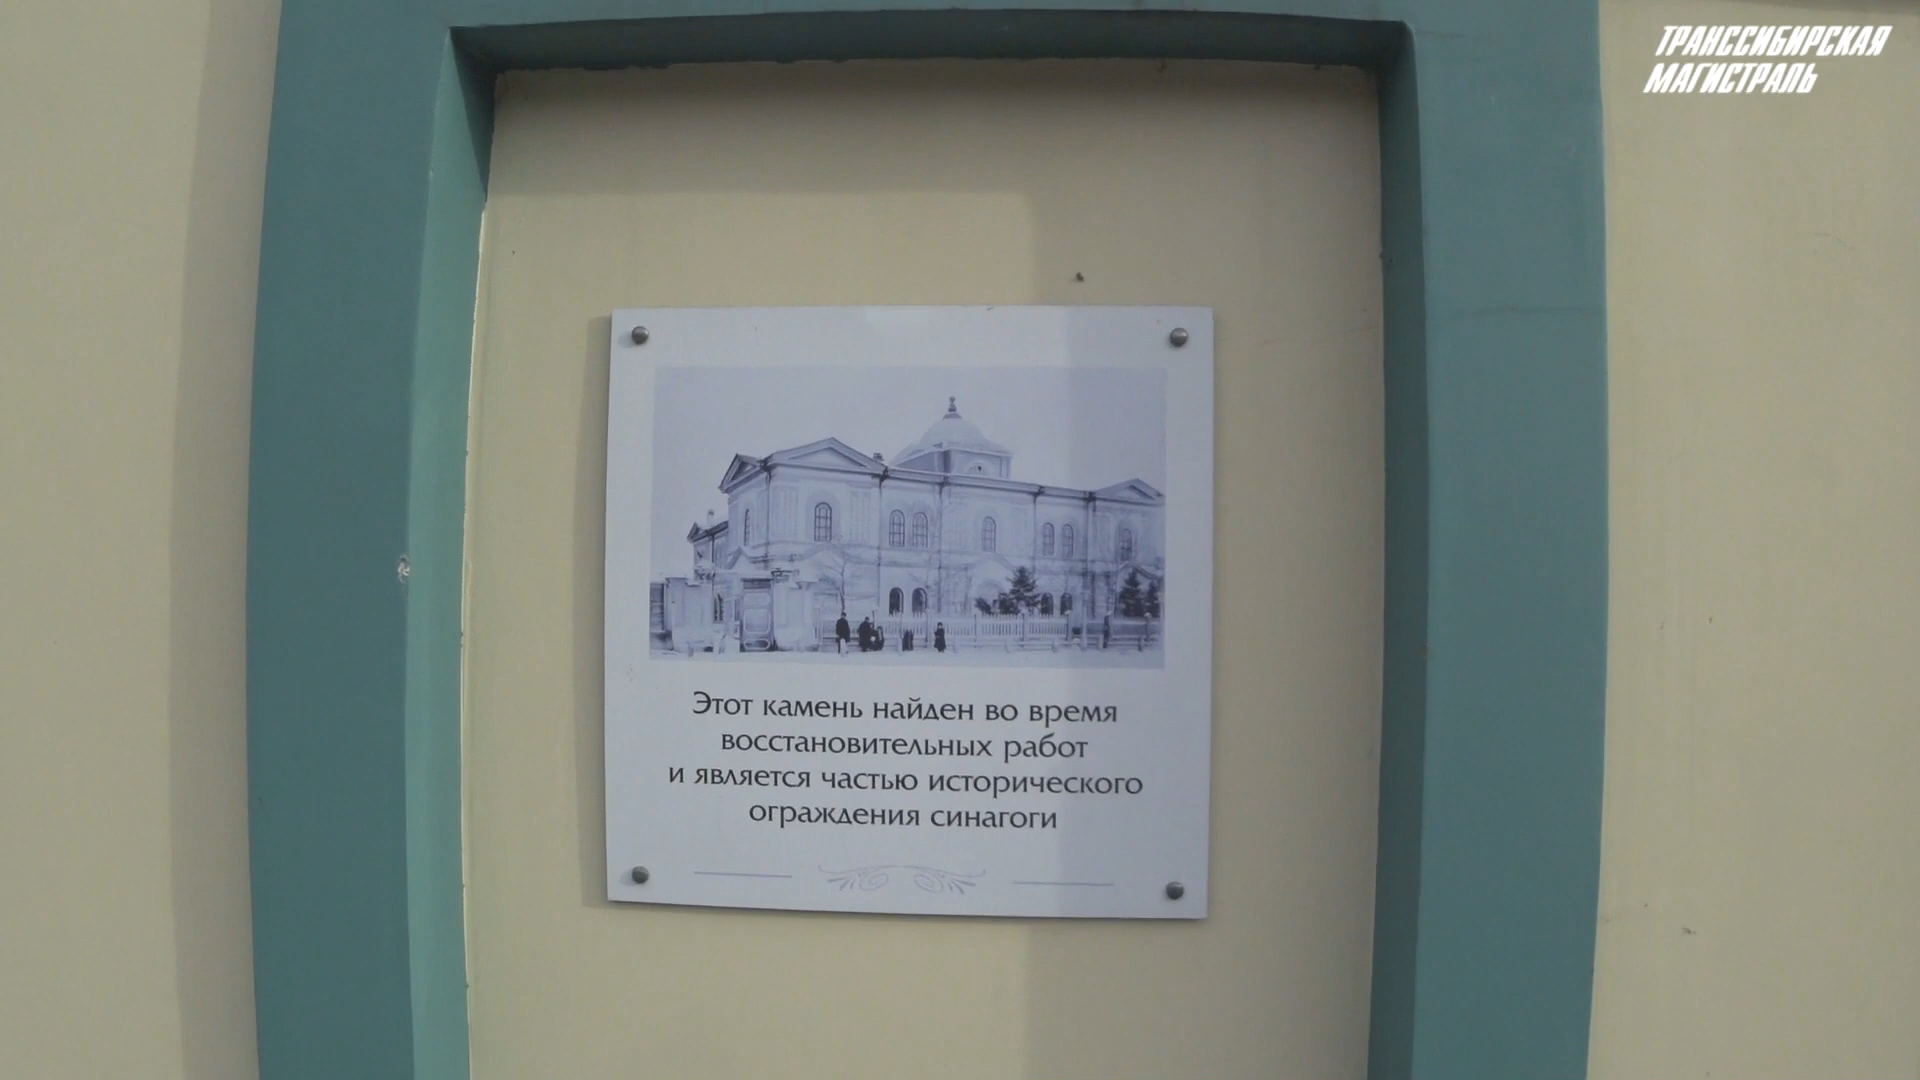 ТРАНССИБИРСКАЯ
МАГИСТРАЛЬ
Этот камень найден во время
восстановительных работ
и является частью исторического
ограждения синагоги